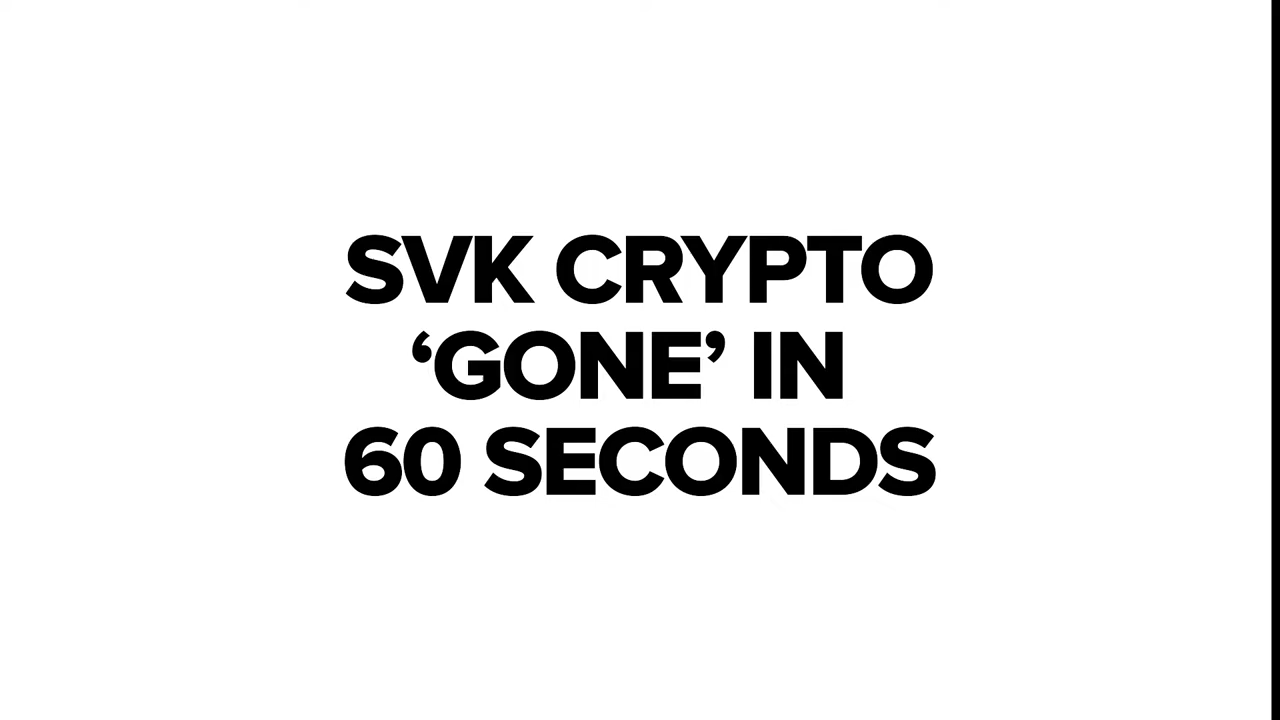 SVK CRYPTO
‘GONE’ IN
60 SECONDS